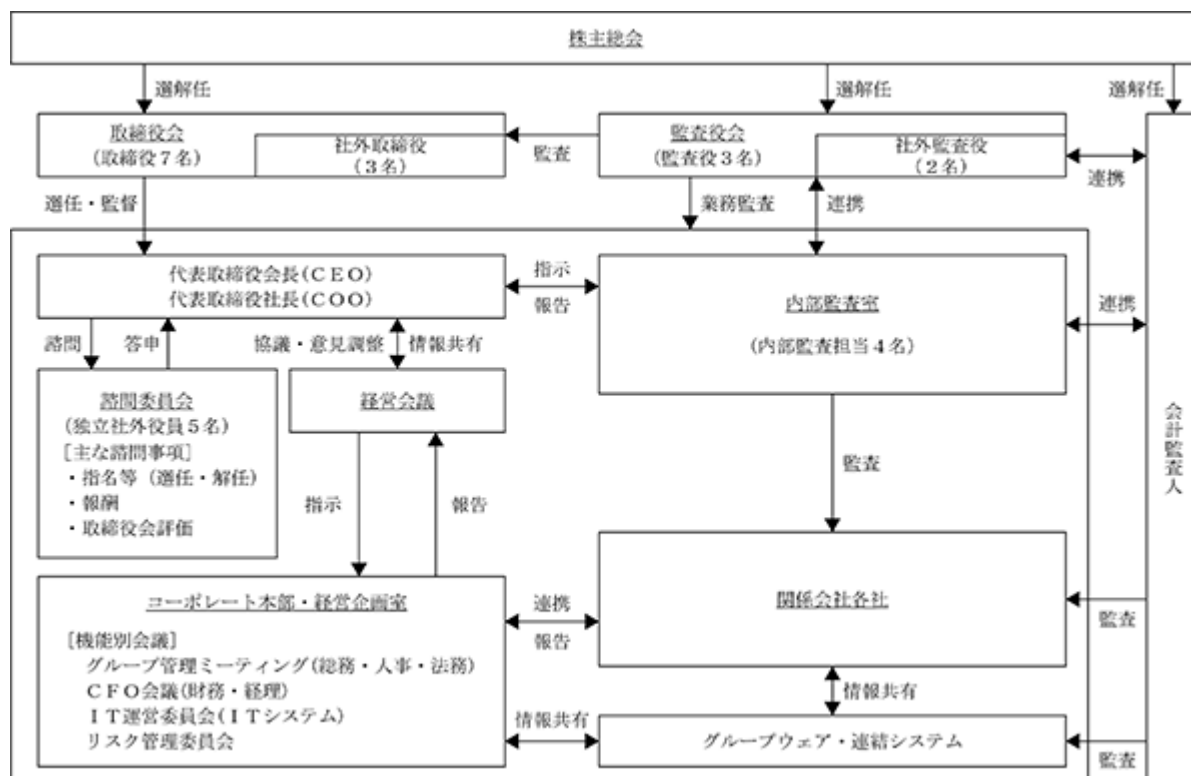 株主総会
選解任
選解任
選解任
取締役会
(取締役７名)
社外取締役
(３名)
監査
監査役会
(監査役３名)
社外監査役
(２名)
連携
選任・監督
業務監査
連携
代表取締役会長(ＣＥＯ)
代表取締役社長(ＣＯＯ)
指示
報告
内部監査室
(内部監査担当４名)
連携
諮問
答申
協議・意見調整
情報共有
諮問委員会
(独立社外役員５名)
[主な諮問事項]
・指名等（選任・解任）
・報酬
・取締役会評価
経営会議
指示
報告
監査
会計監査人
コーポレート本部・経営企画室
[機能別会議]
グループ管理ミーティング(総務・人事・法務)
ＣＦＯ会議(財務・経理)
ＩＴ運営委員会(ＩＴシステム)
リスク管理委員会
連携
報告
関係会社各社
監査
情報共有
情報共有
グループウェア・連結システム
監査